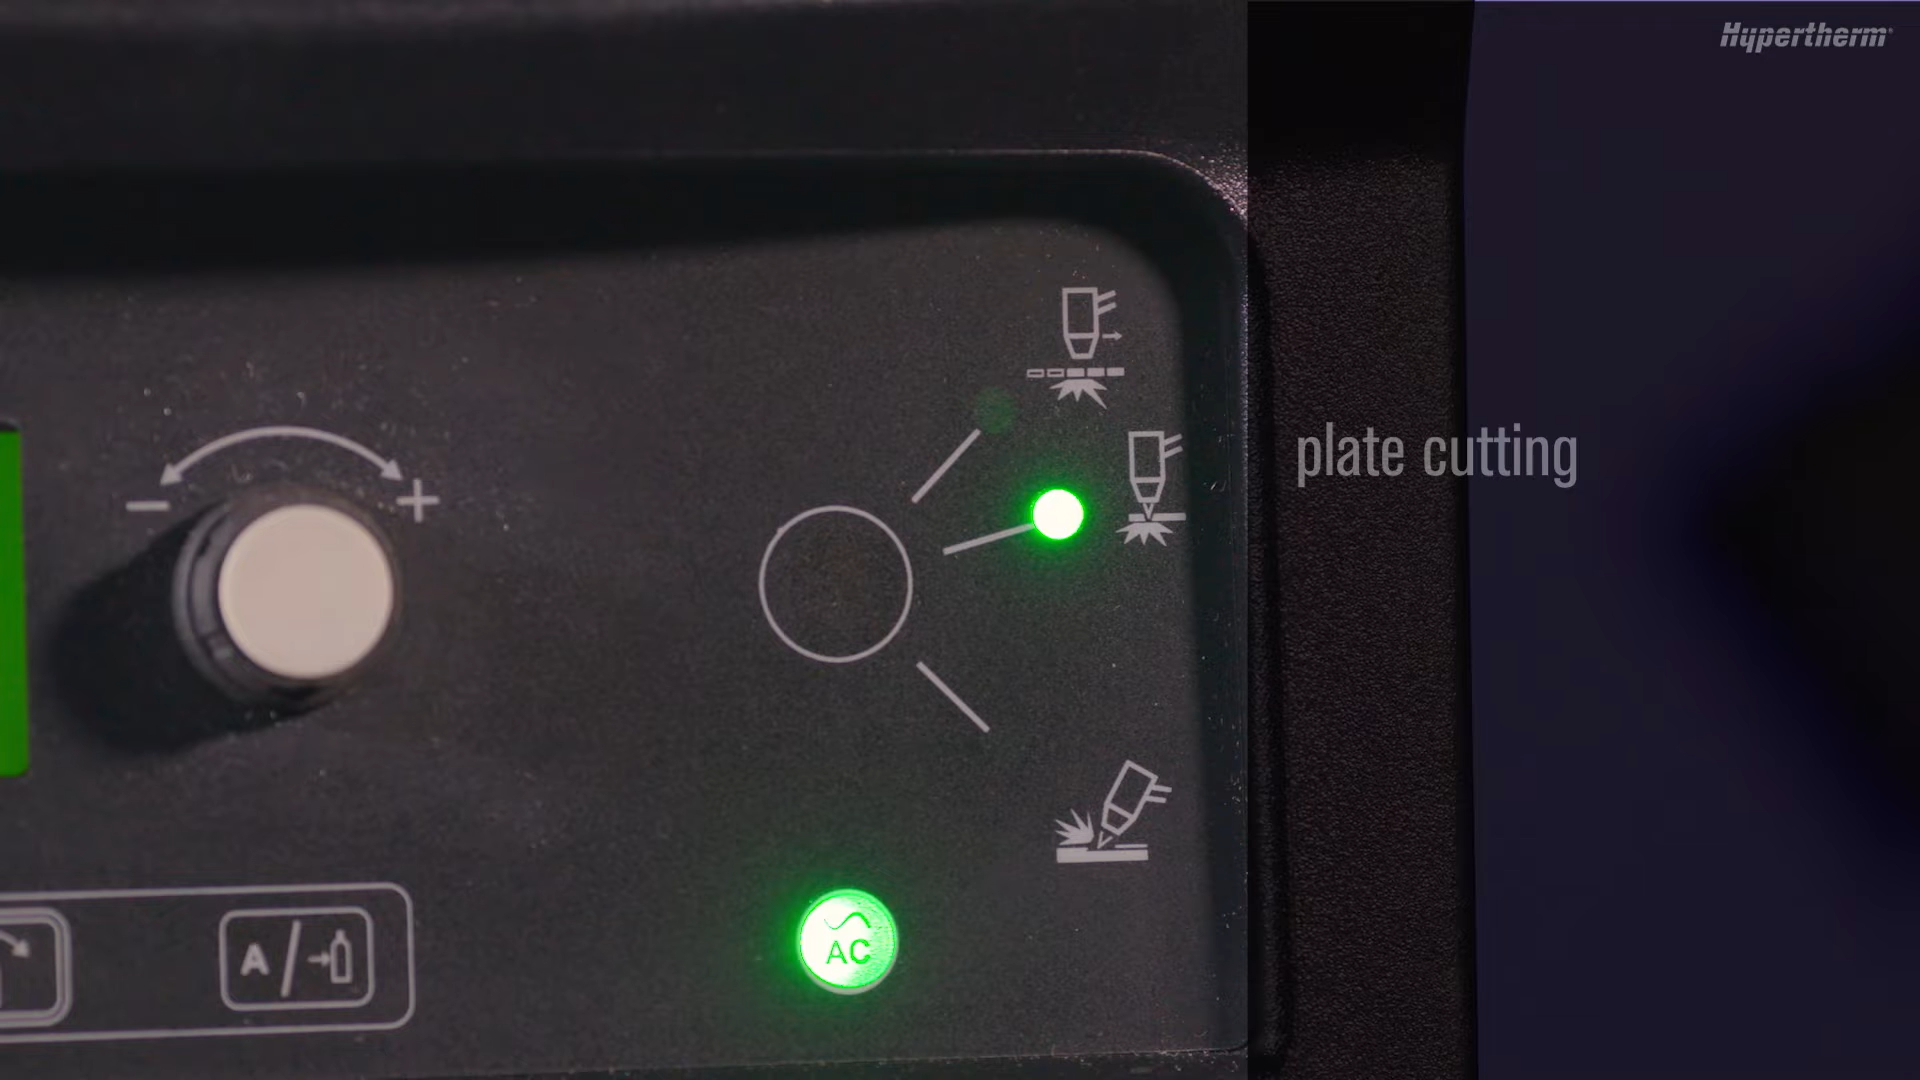 Hypertherm
plate cutting
− +
A/
AC